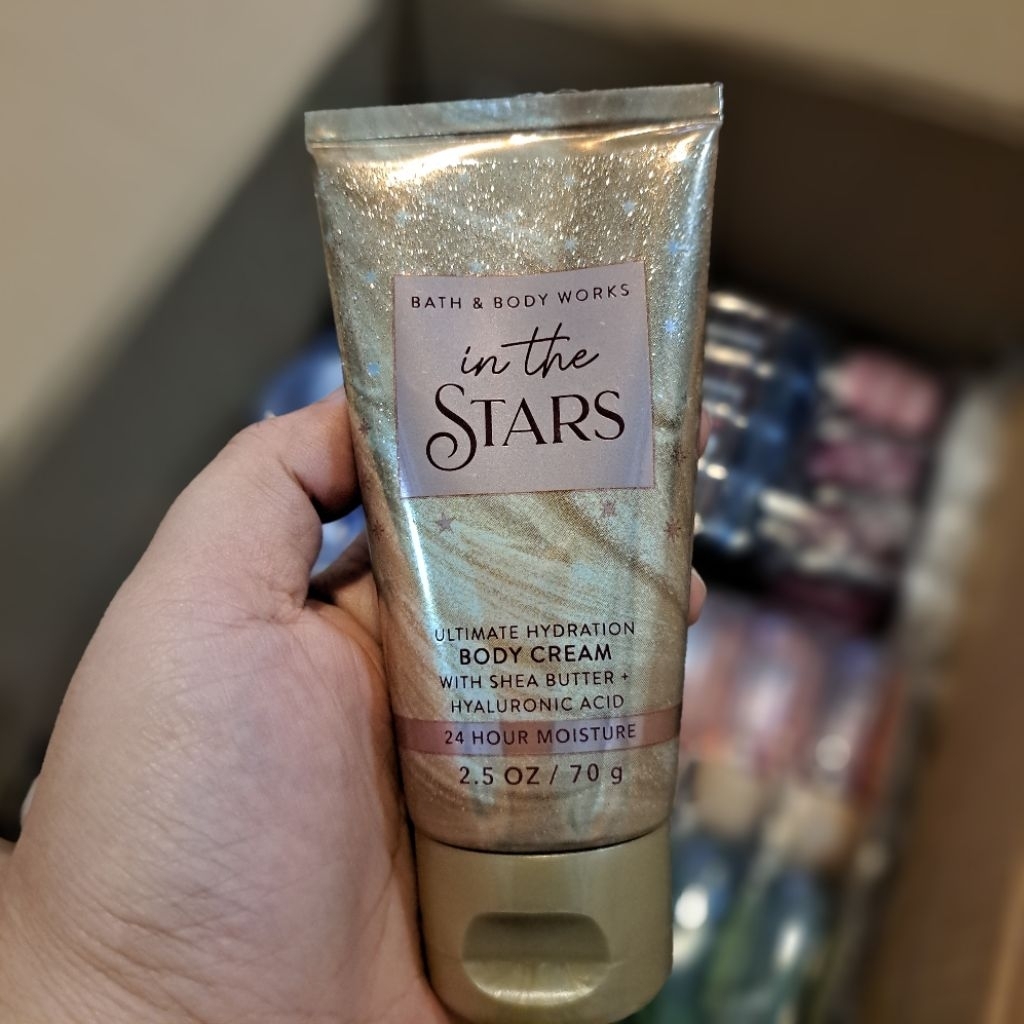 BATH & BODY WORKS
in the
STARS
ULTIMATE HYDRATION
BODY CREAM
WITH SHEA BUTTER +
HYALURONIC ACID
24 HOUR MOISTURE
2.5 OZ / 70 g